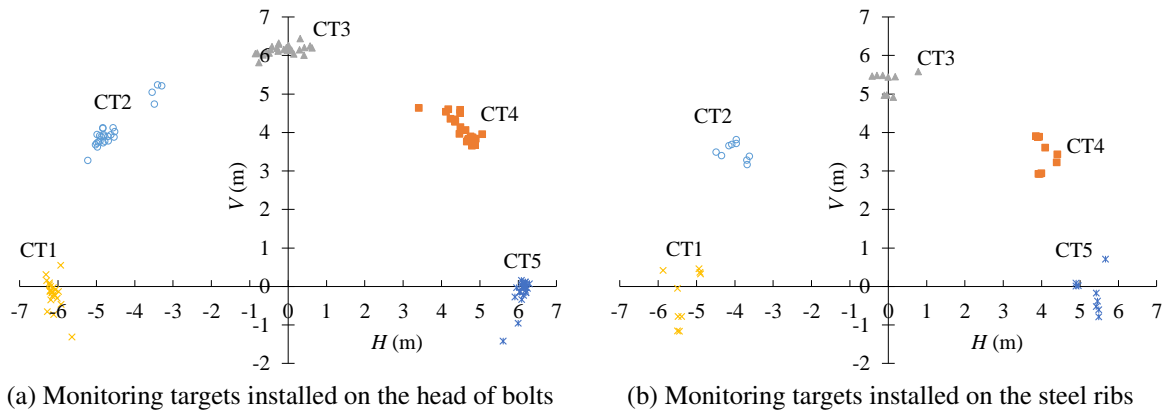 7
6
5
4
3
2
1
0
-1
-2
-7 -6 -5 -4 -3 -2 -1 0 1 2 3 4 5 6 7
V (m)
H (m)
CT1
CT2
CT3
CT4
CT5
(a) Monitoring targets installed on the head of bolts
7
6
5
4
3
2
1
0
-1
-2
-7 -6 -5 -4 -3 -2 -1 0 1 2 3 4 5 6 7
V (m)
H (m)
CT1
CT2
CT3
CT4
CT5
(b) Monitoring targets installed on the steel ribs